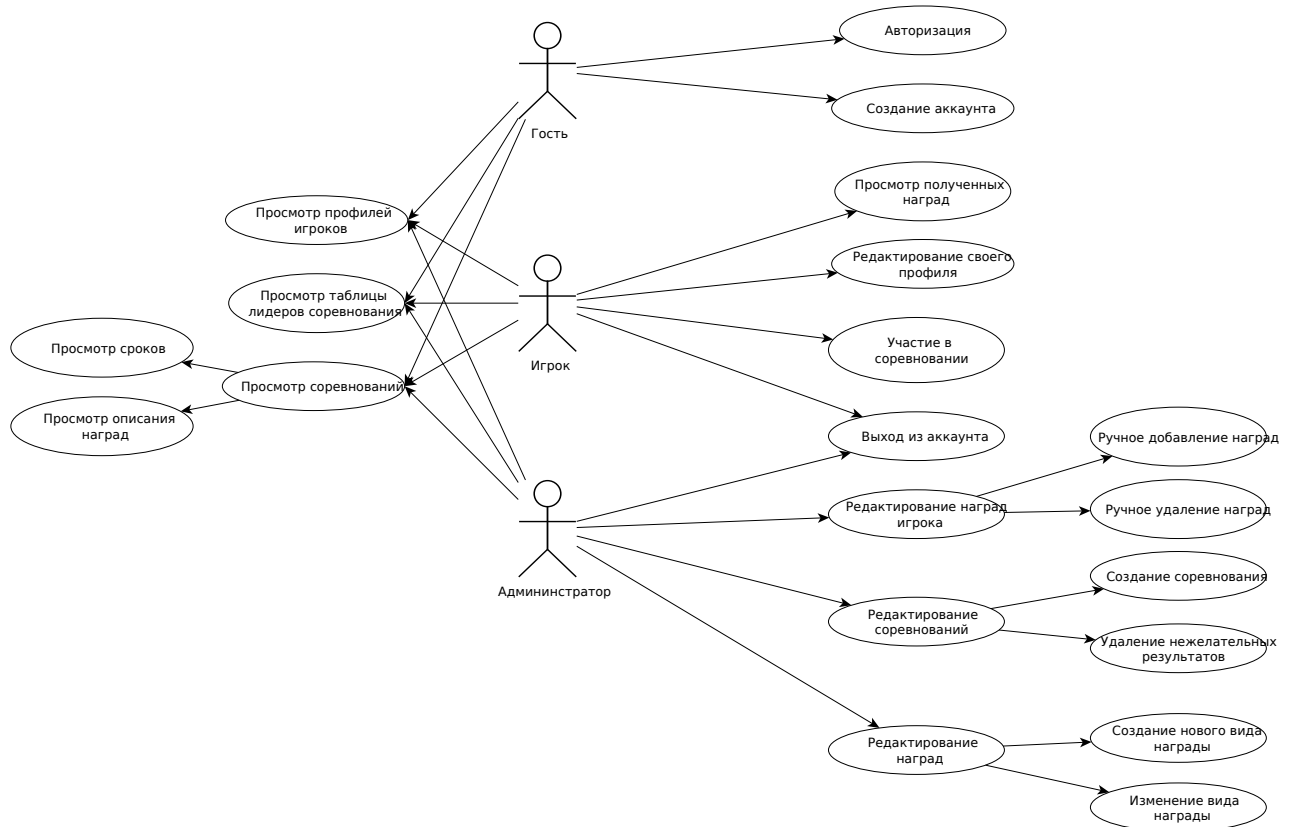 Авторизация
Создание аккаунта
Гость
Просмотр полученных
наград
Просмотр профилей
игроков
Редактирование своего
профиля
Просмотр таблицы
лидеров соревнования
Участие в
соревновании
Просмотр сроков
Игрок
Просмотр соревнований
Просмотр описания
наград
Выход из аккаунта
Ручное добавление наград
Редактирование наград
игрока
Ручное удаление наград
Админинстратор
Создание соревнования
Редактирование
соревнований
Удаление нежелательных
результатов
Редактирование
наград
Создание нового вида
награды
Изменение вида
награды